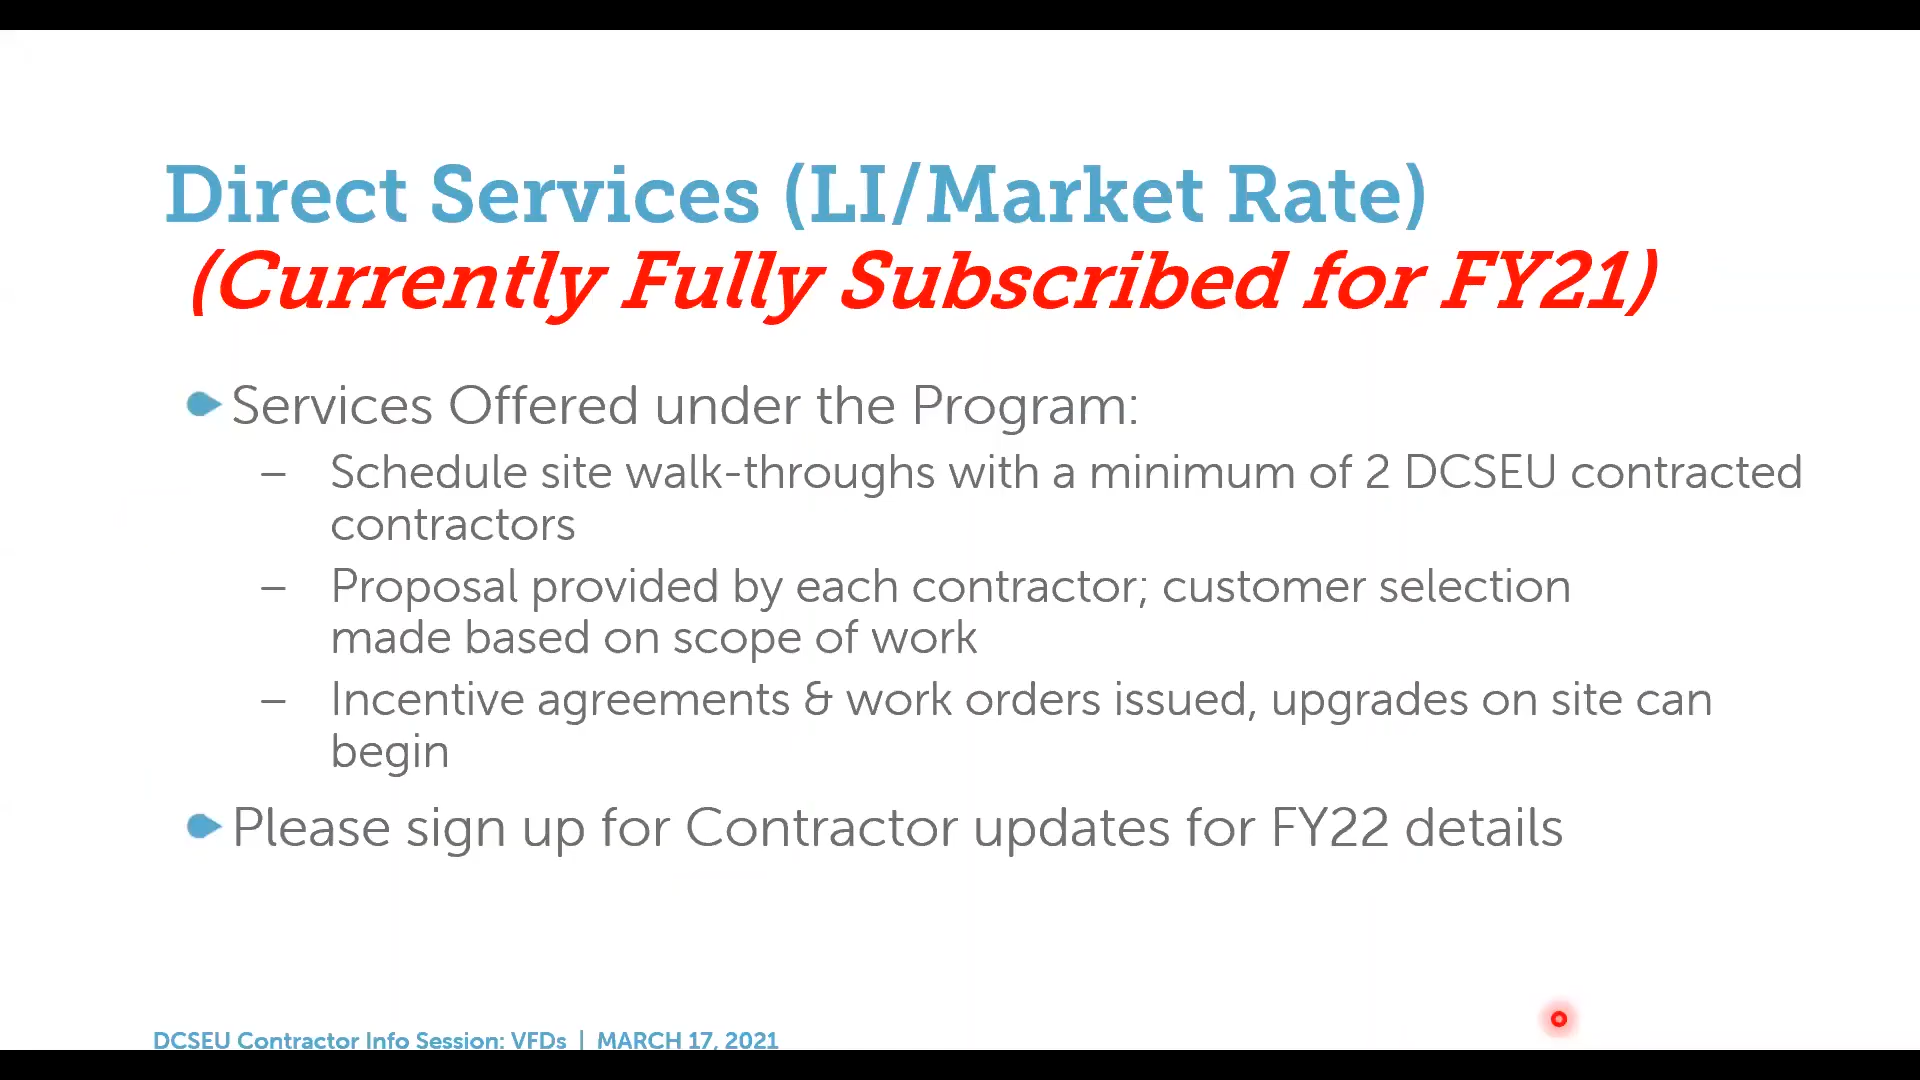 Direct Services (LI/Market Rate)
(Currently Fully Subscribed for FY21)
Services Offered under the Program:
– Schedule site walk-throughs with a minimum of 2 DCSEU contracted
contractors
– Proposal provided by each contractor; customer selection
made based on scope of work
– Incentive agreements & work orders issued, upgrades on site can
begin
Please sign up for Contractor updates for FY22 details
DCSEU Contractor Info Session: VFDs | MARCH 17, 2021